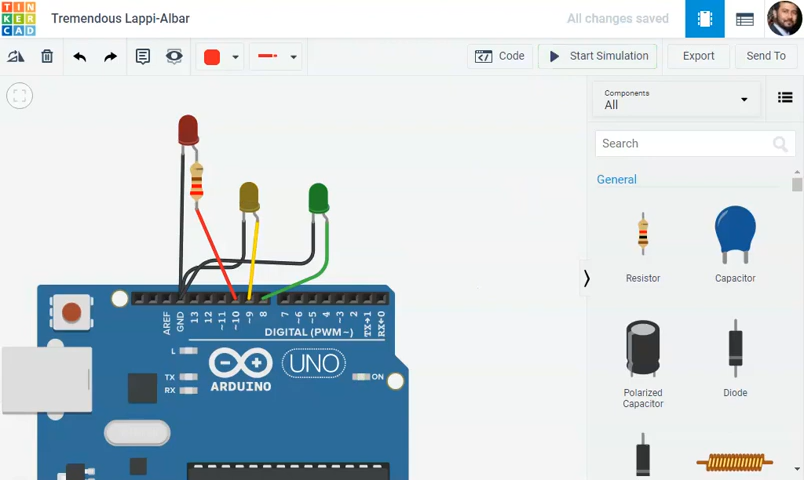 TIN
KER
CAD
Tremendous Lappi-Albar
All changes saved
Code
Start Simulation
Export
Send To
Components
All
Search
General
Resistor
Capacitor
Polarized
Capacitor
Diode
AREF
GND
13
12
~11
~10
~9
8
7
~6
~5
4
~3
2
TX→1
RX←0
DIGITAL (PWM~)
L
TX
RX
UNO
ARDUINO
ON